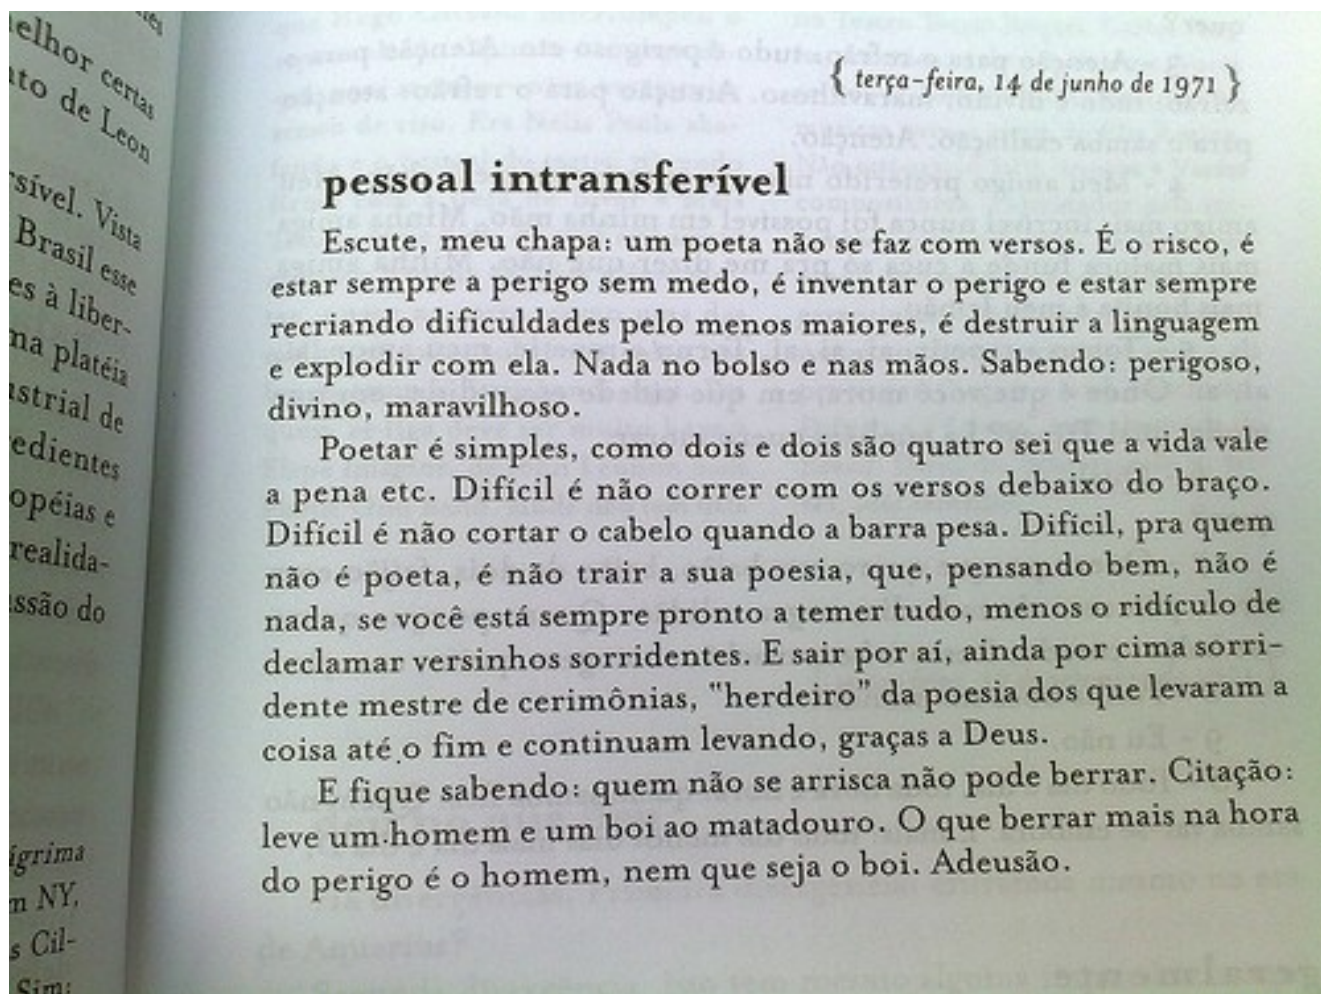 elhor certas
nto de Leon
rsível. Vista
Brasil esse
es à liber-
na platéia
ustrial de
edientes
opéias e
realida-
ssão do
ígrima
m NY,
s Cil-
Sim:
{ terça-feira, 14 de junho de 1971 }
pessoal intransferível
Escute, meu chapa: um poeta não se faz com versos. É o risco, é
estar sempre a perigo sem medo, é inventar o perigo e estar sempre
recriando dificuldades pelo menos maiores, é destruir a linguagem
e explodir com ela. Nada no bolso e nas mãos. Sabendo: perigoso,
divino, maravilhoso.
Poetar é simples, como dois e dois são quatro sei que a vida vale
a pena etc. Difícil é não correr com os versos debaixo do braço.
Difícil é não cortar o cabelo quando a barra pesa. Difícil, pra quem
não é poeta, é não trair a sua poesia, que, pensando bem, não é
nada, se você está sempre pronto a temer tudo, menos o ridículo de
declamar versinhos sorridentes. E sair por aí, ainda por cima sorri-
dente mestre de cerimônias, "herdeiro" da poesia dos que levaram a
coisa até o fim e continuam levando, graças a Deus.
E fique sabendo: quem não se arrisca não pode berrar. Citação:
leve um homem e um boi ao matadouro. O que berrar mais na hora
do perigo é o homem, nem que seja o boi. Adeusão.